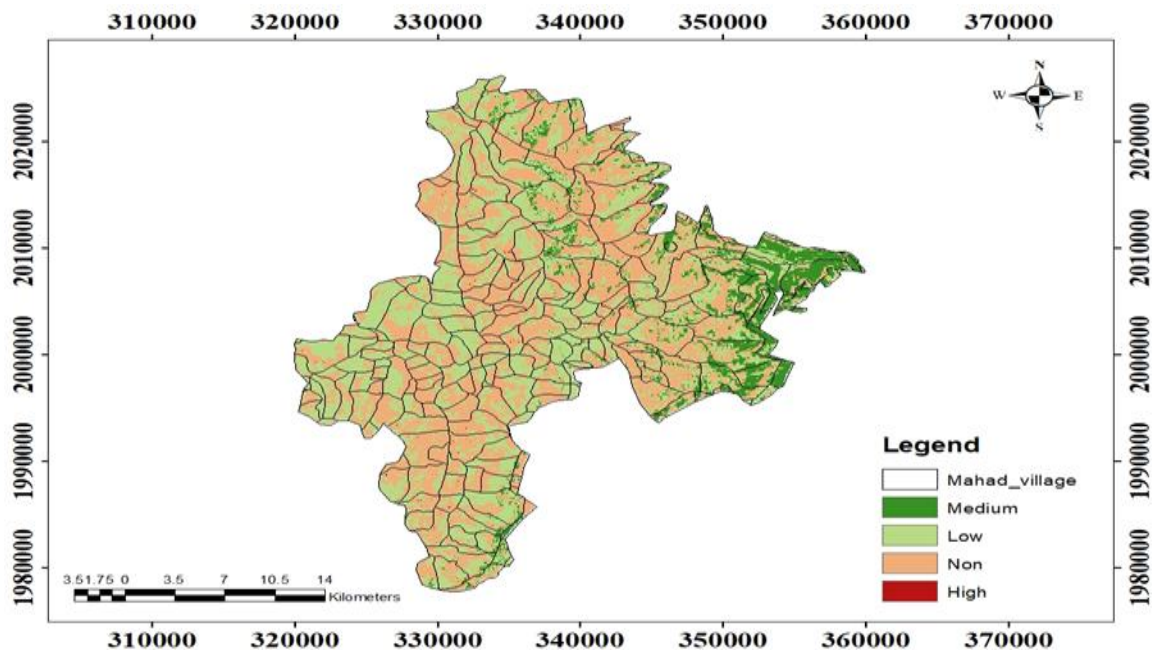 310000 320000 330000 340000 350000 360000 370000
N
W E
S
2020000 2020000
2010000 2010000
2000000 2000000
1990000 1990000
1980000 1980000
Legend
Mahad_village
Medium
Low
Non
High
3.51.75 0 3.5 7 10.5 14
Kilometers
310000 320000 330000 340000 350000 360000 370000